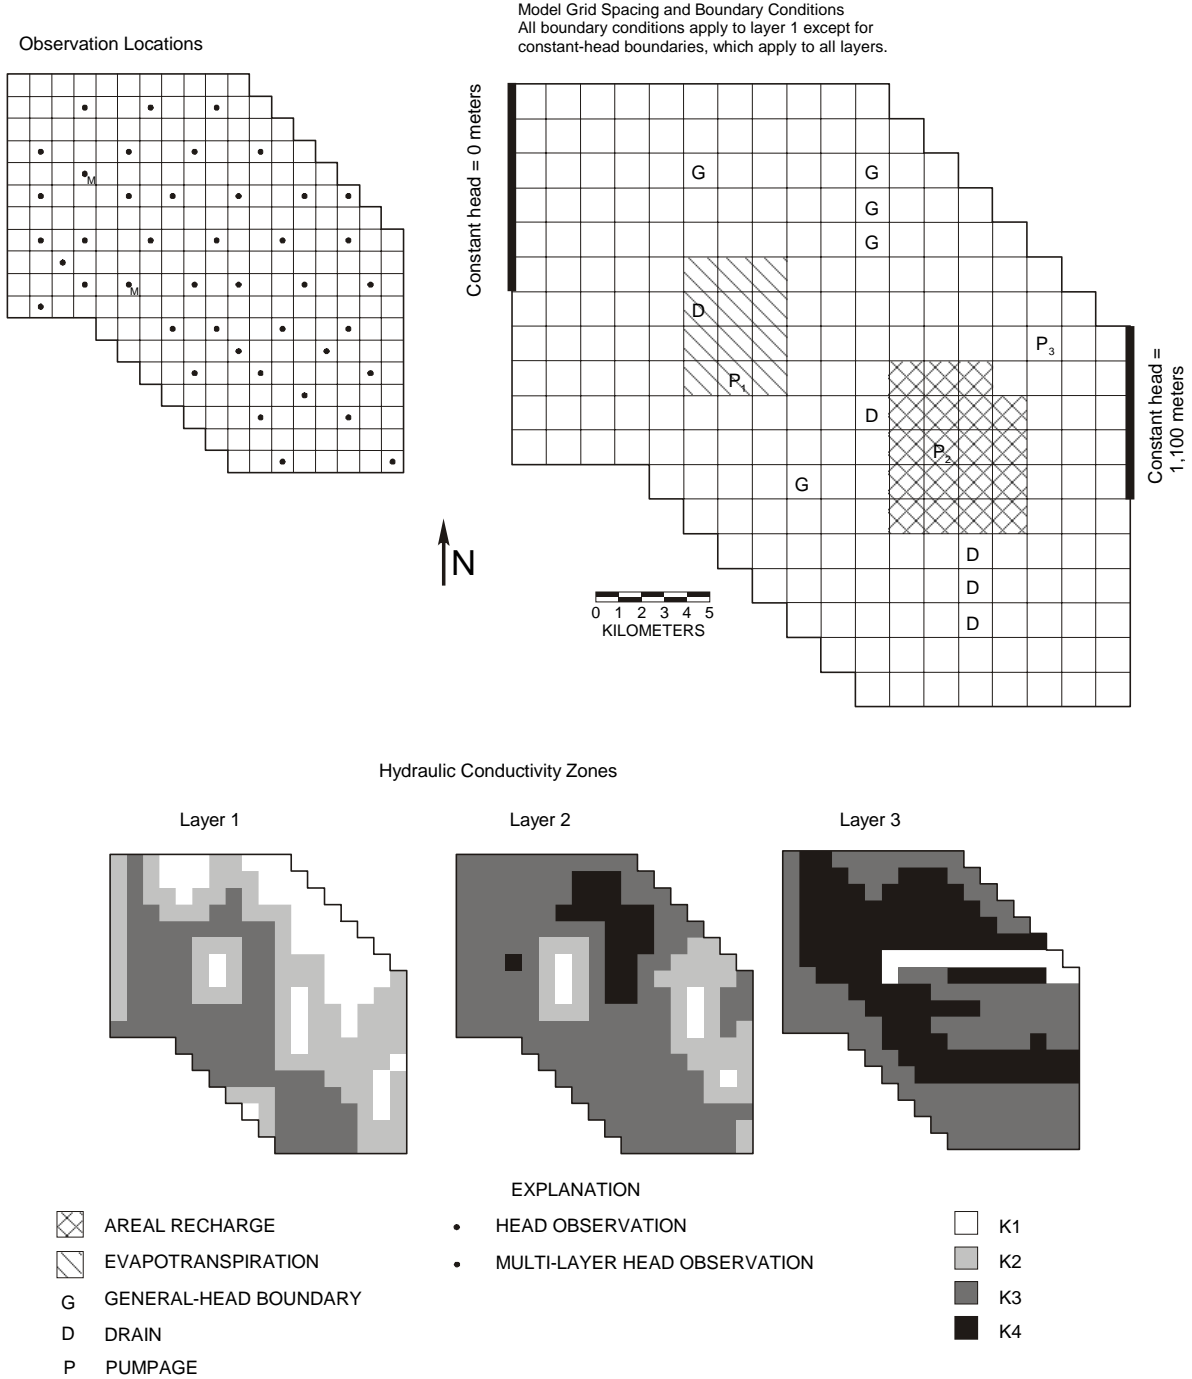 Model Grid Spacing and Boundary Conditions
All boundary conditions apply to layer 1 except for
constant-head boundaries, which apply to all layers.
Observation Locations
M
M
Constant head = 0 meters
G
G
G
G
D
P3
P1
D
P2
G
D
D
D
Constant head =
1,100 meters
N
0 1 2 3 4 5
KILOMETERS
Hydraulic Conductivity Zones
Layer 1
Layer 2
Layer 3
EXPLANATION
AREAL RECHARGE
EVAPOTRANSPIRATION
G GENERAL-HEAD BOUNDARY
D DRAIN
P PUMPAGE
HEAD OBSERVATION
MULTI-LAYER HEAD OBSERVATION
K1
K2
K3
K4